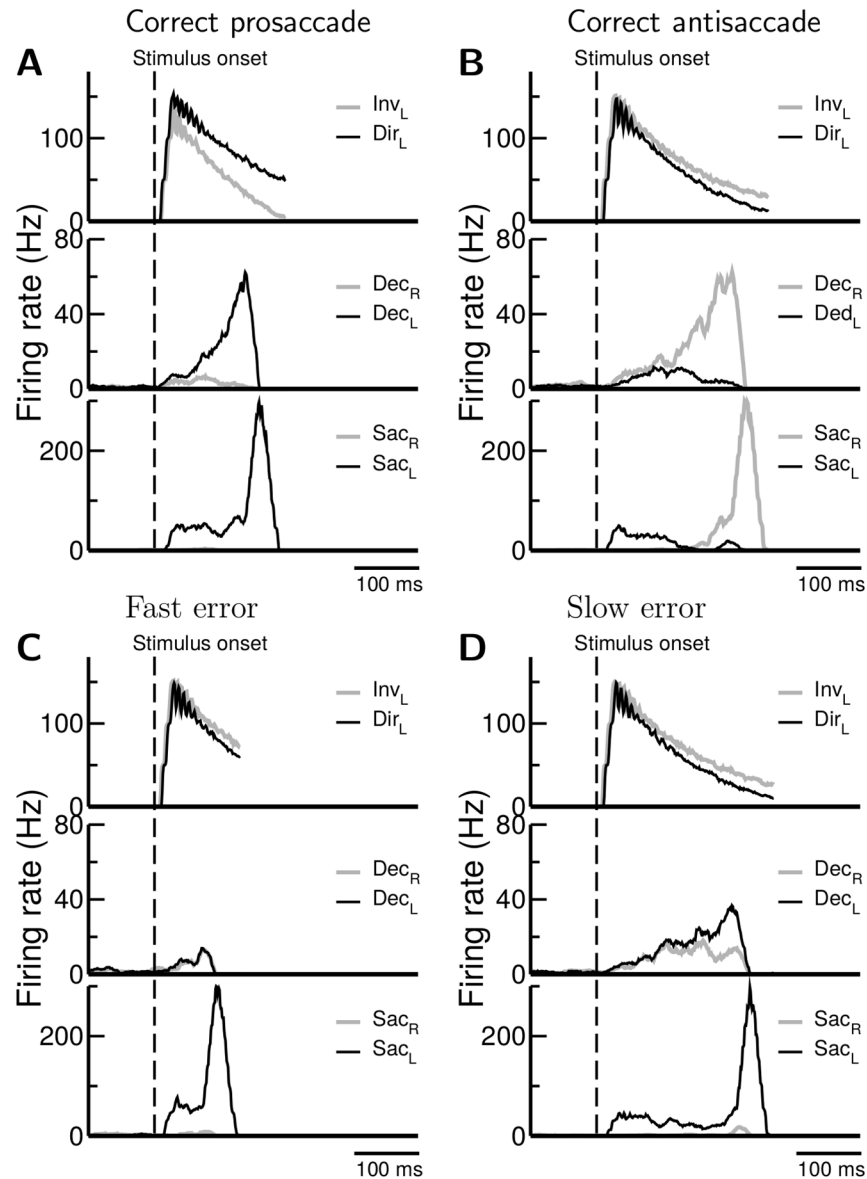 Correct prosaccade
Correct antisaccade
A
Stimulus onset
Inv_L
Dir_L
100
0
Firing rate (Hz)
80
40
0
Dec_R
Dec_L
200
0
Sac_R
Sac_L
100 ms
B
Stimulus onset
Inv_L
Dir_L
100
0
Firing rate (Hz)
80
40
0
Dec_R
Ded_L
200
0
Sac_R
Sac_L
100 ms
Fast error
Slow error
C
Stimulus onset
Inv_L
Dir_L
100
0
Firing rate (Hz)
80
40
0
Dec_R
Dec_L
200
0
Sac_R
Sac_L
100 ms
D
Stimulus onset
Inv_L
Dir_L
100
0
Firing rate (Hz)
80
40
0
Dec_R
Dec_L
200
0
Sac_R
Sac_L
100 ms